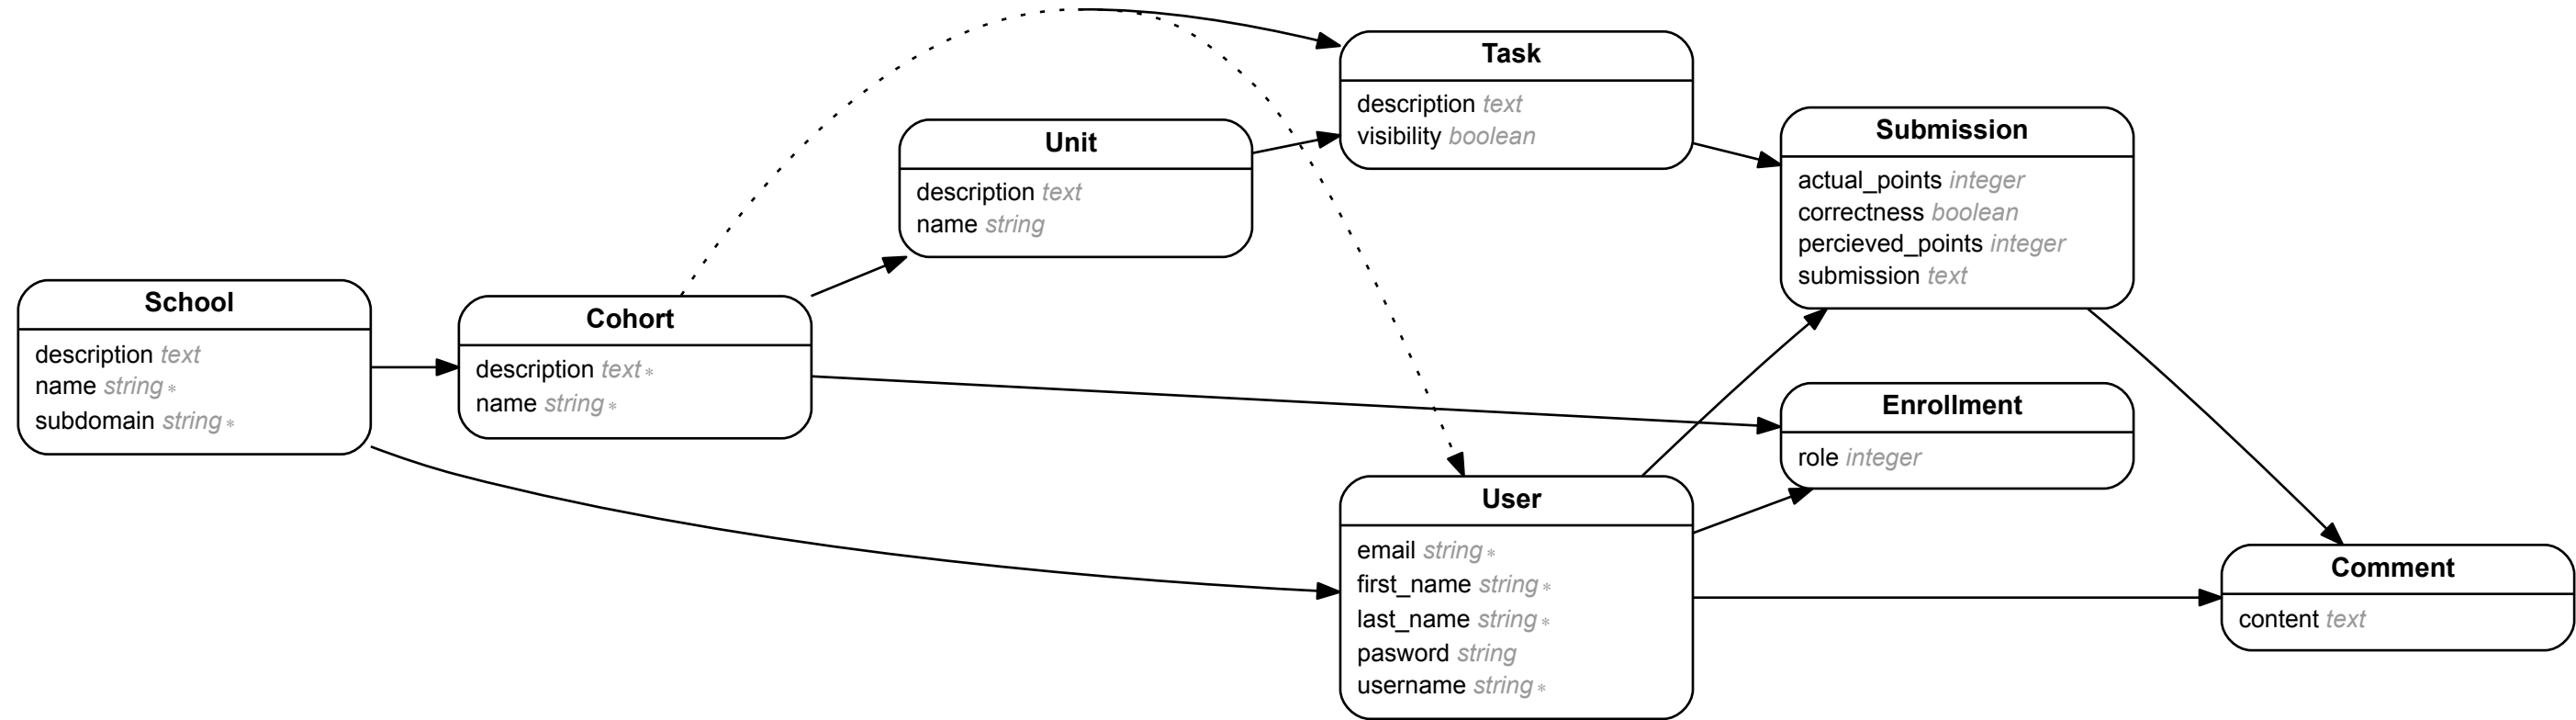 School
description text
name string *
subdomain string *
Cohort
description text *
name string *
Unit
description text
name string
Task
description text
visibility boolean
User
email string *
first_name string *
last_name string *
pasword string
username string *
Submission
actual_points integer
correctness boolean
percieved_points integer
submission text
Enrollment
role integer
Comment
content text